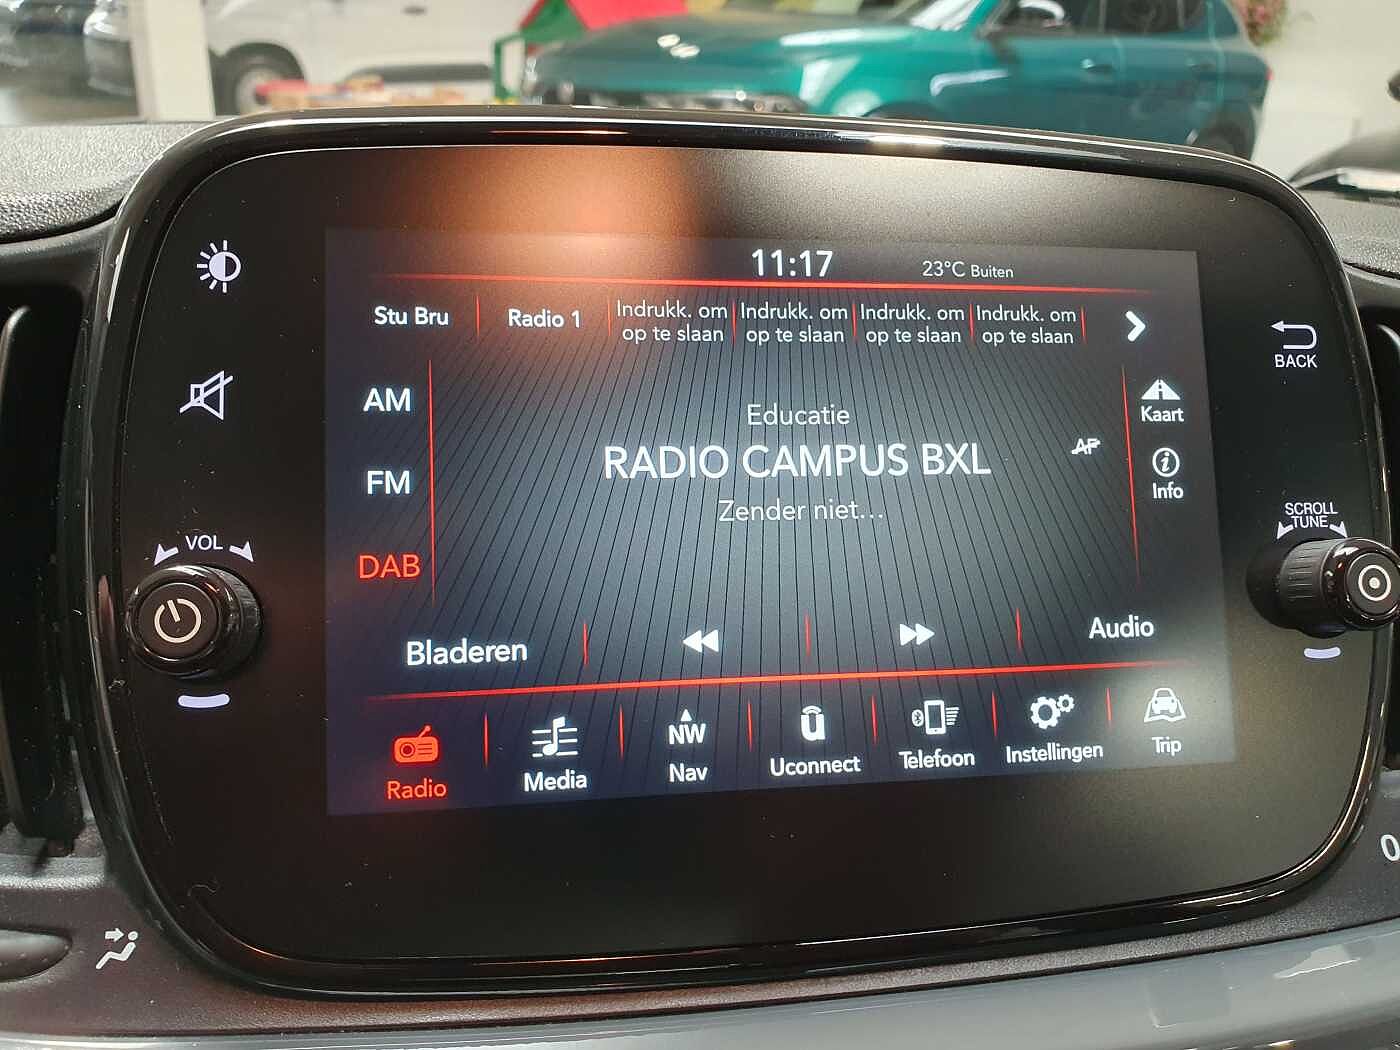 11:17
23°C Buiten
Stu Bru
Radio 1
Indrukk. om
op te slaan
Indrukk. om
op te slaan
Indrukk. om
op te slaan
Indrukk. om
op te slaan
BACK
AM
FM
DAB
Educatie
RADIO CAMPUS BXL
Zender niet...
AF
Kaart
Info
VOL
SCROLL
TUNE
Bladeren
Audio
Radio
Media
NW
Nav
Uconnect
Telefoon
Instellingen
Trip
0